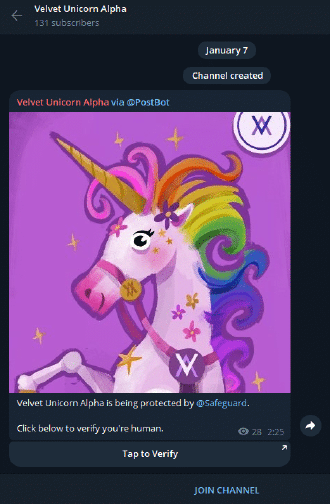 Velvet Unicorn Alpha
131 subscribers
January 7
Channel created
Velvet Unicorn Alpha via @PostBot
Velvet Unicorn Alpha is being protected by @Safeguard.
Click below to verify you're human.
28 2:25
Tap to Verify
JOIN CHANNEL